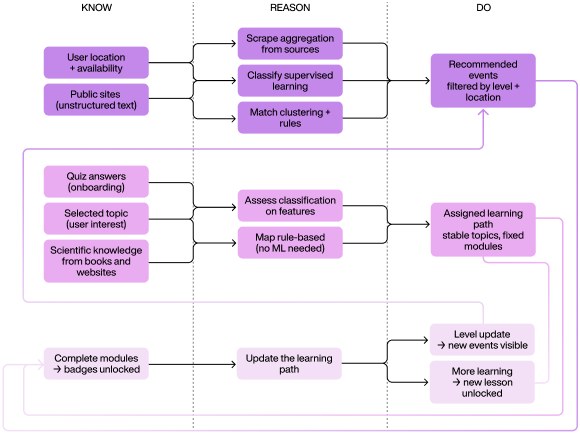 KNOW
REASON
DO
User location
+ availability
Public sites
(unstructured text)
Scrape aggregation
from sources
Classify supervised
learning
Match clustering +
rules
Recommended
events
filtered by level +
location
Quiz answers
(onboarding)
Selected topic
(user interest)
Scientific knowledge
from books and
websites
Assess classification
on features
Map rule-based
(no ML needed)
Assigned learning
path
stable topics, fixed
modules
Complete modules
→ badges unlocked
Update the learning
path
Level update
→ new events visible
More learning
→ new lesson
unlocked